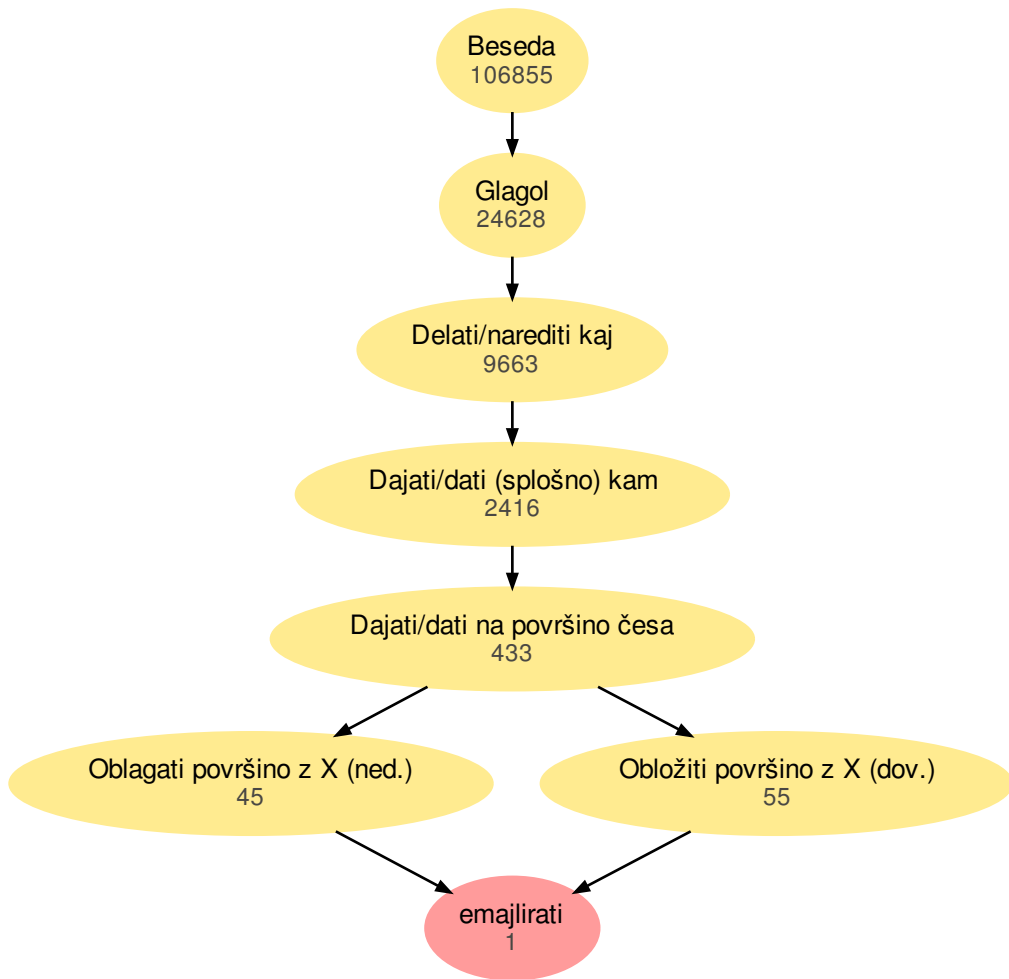 Beseda
106855
Glagol
24628
Delati/narediti kaj
9663
Dajati/dati (splošno) kam
2416
Dajati/dati na površino česa
433
Oblagati površino z X (ned.)
45
Obložiti površino z X (dov.)
55
emajlirati
1